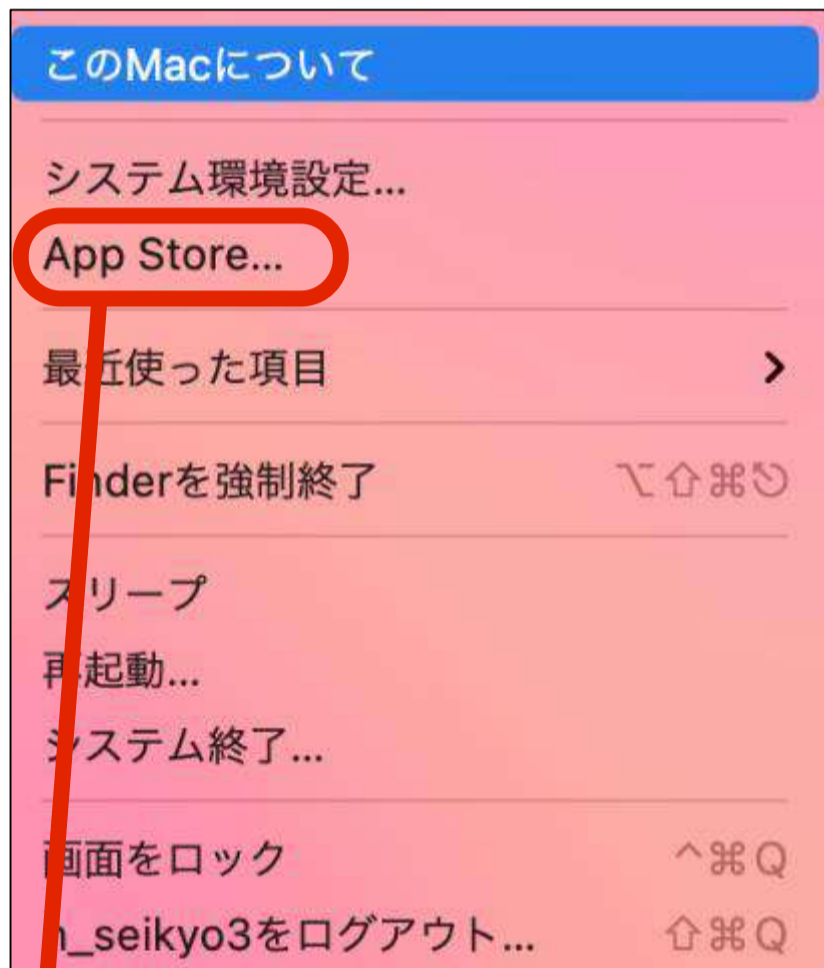 このMacについて
システム環境設定...
App Store...
最近使った項目 >
Finderを強制終了 ⌥⇧⌘⎋
スリープ
再起動...
システム終了...
画面をロック ^⌘Q
_seikyo3をログアウト... ⇧⌘Q